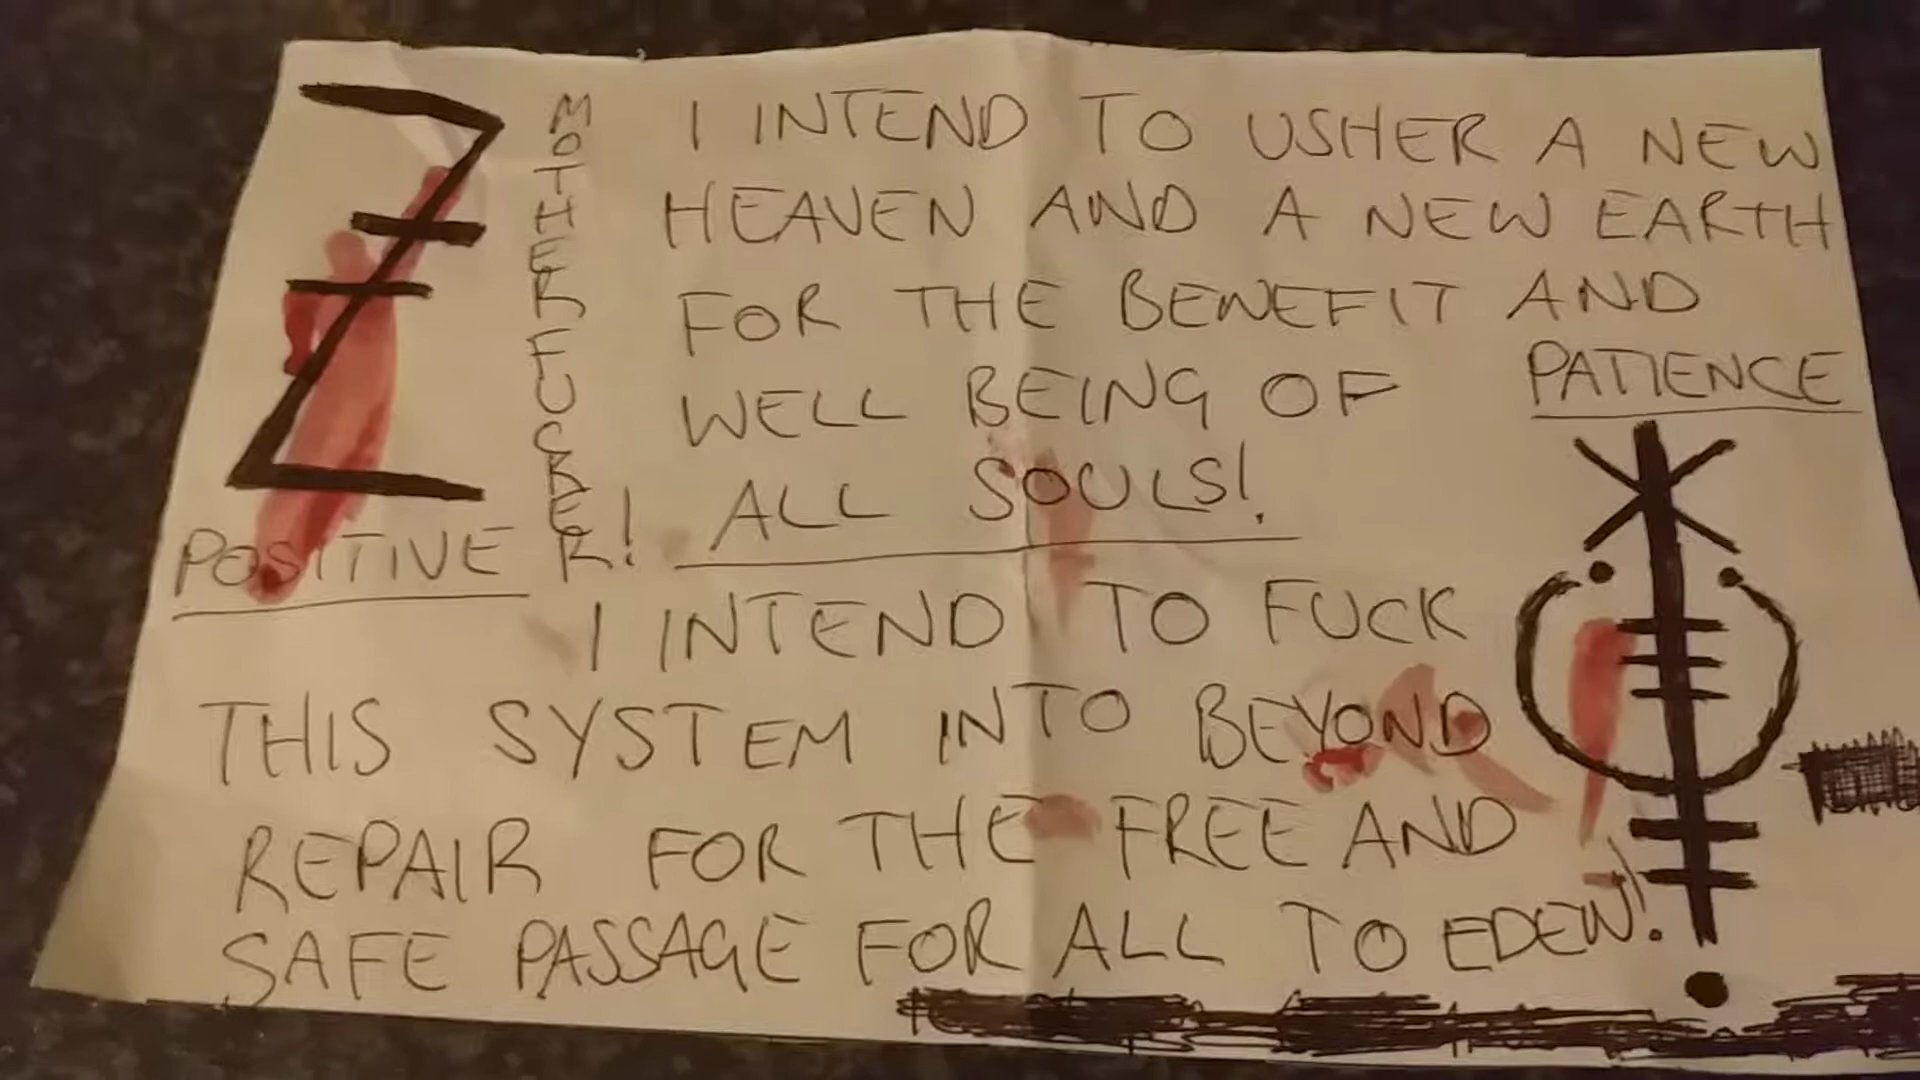 I INTEND TO USHER A NEW
HEAVEN AND A NEW EARTH
FOR THE BENEFIT AND
WELL BEING OF
ALL SOULS!
MOTHERFUCKER!
POSITIVE
PATIENCE
I INTEND TO FUCK
THIS SYSTEM INTO BEYOND
REPAIR FOR THE FREE AND
SAFE PASSAGE FOR ALL TO EDEN!